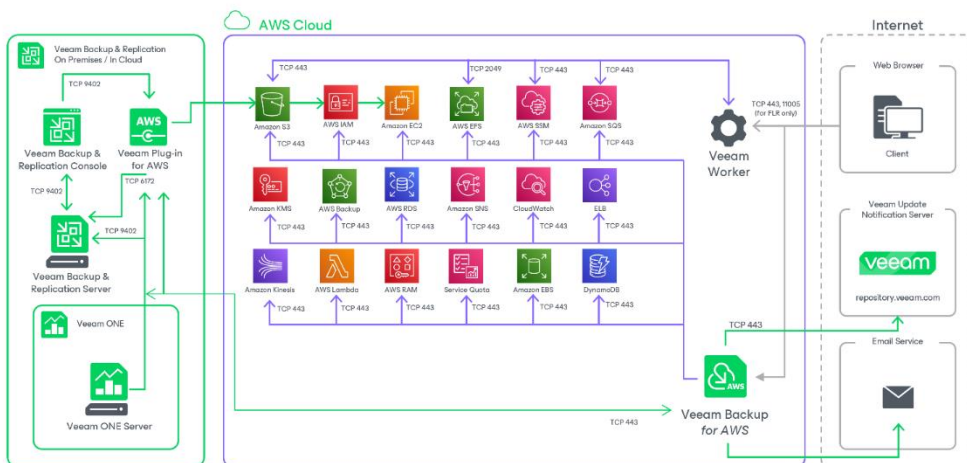 AWS Cloud
Internet
Veeam Backup & Replication
On Premises / In Cloud
TCP 9402
AWS
Veeam Backup &
Replication Console
Veeam Plug-in
for AWS
TCP 9402
TCP 6172
TCP 9402
Veeam Backup &
Replication Server
Veeam ONE
Veeam ONE Server
TCP 443
TCP 2049
TCP 443
TCP 443
Amazon S3
AWS IAM
Amazon EC2
AWS EFS
AWS SSM
Amazon SQS
TCP 443
TCP 443
TCP 443
TCP 443
TCP 443
TCP 443
Amazon KMS
AWS Backup
AWS RDS
Amazon SNS
CloudWatch
ELB
TCP 443
TCP 443
TCP 443
TCP 443
TCP 443
TCP 443
Amazon Kinesis
AWS Lambda
AWS RAM
Service Quota
Amazon EBS
DynamoDB
TCP 443
TCP 443
TCP 443
TCP 443
TCP 443
TCP 443
Veeam
Worker
TCP 443, 11005
(for FLR only)
TCP 443
AWS
Veeam Backup
for AWS
TCP 443
Web Browser
Client
Veeam Update
Notification Server
veeam
repository.veeam.com
Email Service